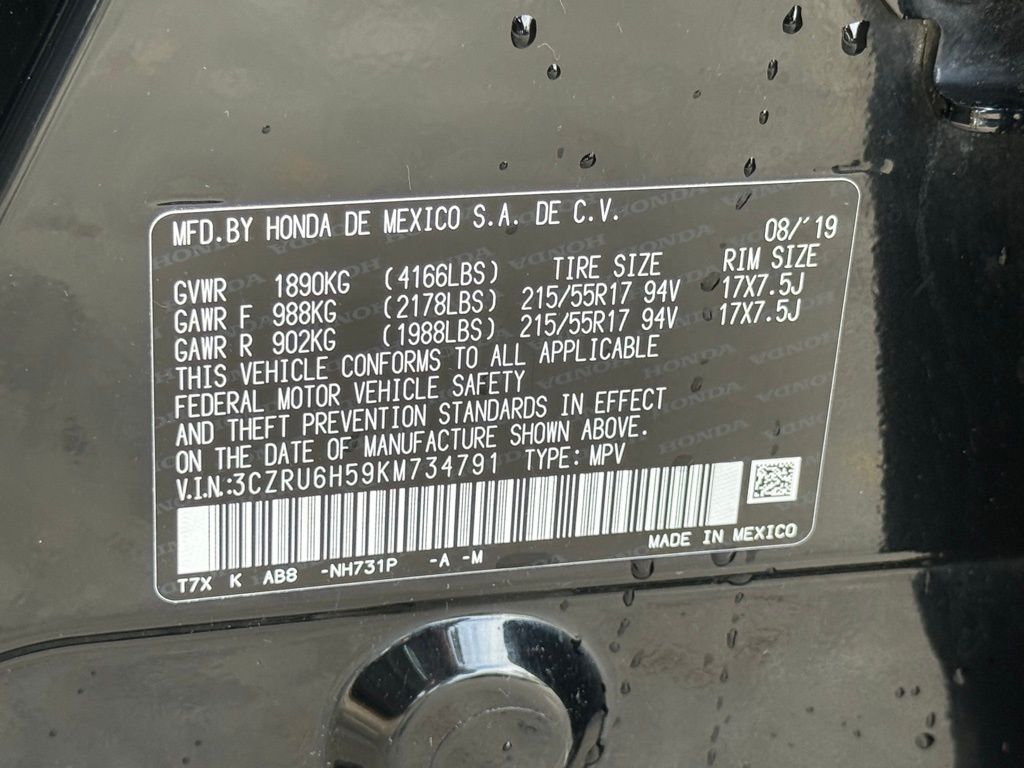 MFD.BY HONDA DE MEXICO S.A. DE C.V.
08/'19
TIRE SIZE RIM SIZE
GVWR 1890KG (4166LBS)
GAWR F 988KG (2178LBS) 215/55R17 94V 17X7.5J
GAWR R 902KG (1988LBS) 215/55R17 94V 17X7.5J
THIS VEHICLE CONFORMS TO ALL APPLICABLE
FEDERAL MOTOR VEHICLE SAFETY
AND THEFT PREVENTION STANDARDS IN EFFECT
ON THE DATE OF MANUFACTURE SHOWN ABOVE.
V.I.N.:3CZRU6H59KM734791 TYPE: MPV
MADE IN MEXICO
T7X K AB8 -NH731P -A -M